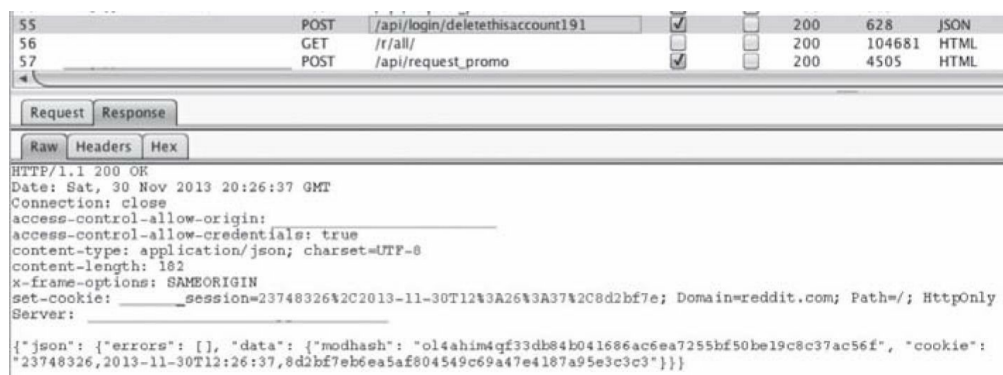 55 POST /api/login/deletethisaccount191 200 628 JSON
56 GET /r/all/ 200 104681 HTML
57 POST /api/request_promo 200 4505 HTML
Request Response
Raw Headers Hex
HTTP/1.1 200 OK
Date: Sat, 30 Nov 2013 20:26:37 GMT
Connection: close
access-control-allow-origin:
access-control-allow-credentials: true
content-type: application/json; charset=UTF-8
content-length: 182
x-frame-options: SAMEORIGIN
set-cookie: _session=23748326%2C2013-11-30T12%3A26%3A37%2C8d2bf7e; Domain=reddit.com; Path=/; HttpOnly
Server:
{"json": {"errors": [], "data": {"modhash": "ol4ahim4qf33db84b041686ac6ea7255bf50be19c8c37ac56f", "cookie":
"23748326,2013-11-30T12:26:37,8d2bf7eb6ea5af804549c69a47e4187a95e3c3c3"}}}